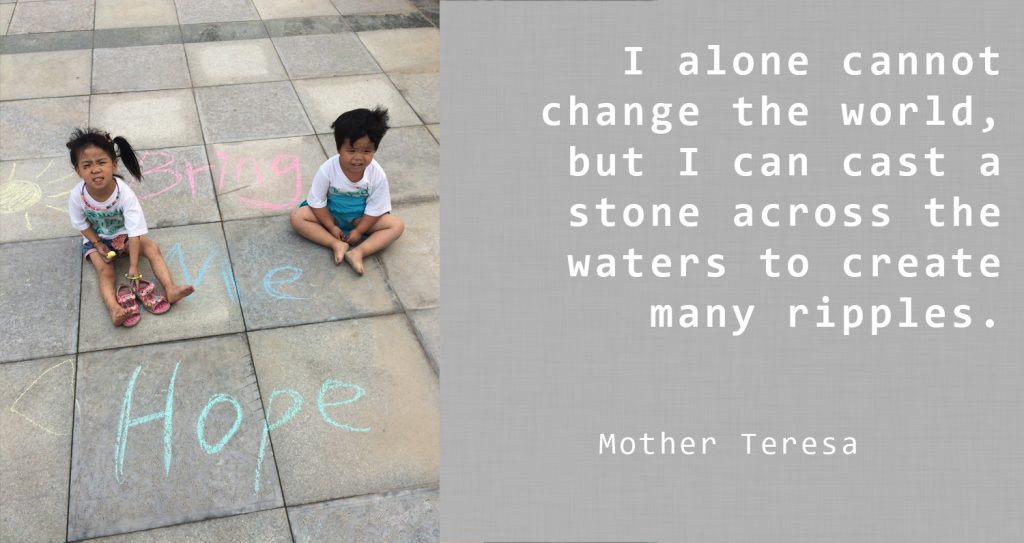 Bring
Me
Hope
I alone cannot
change the world,
but I can cast a
stone across the
waters to create
many ripples.
Mother Teresa